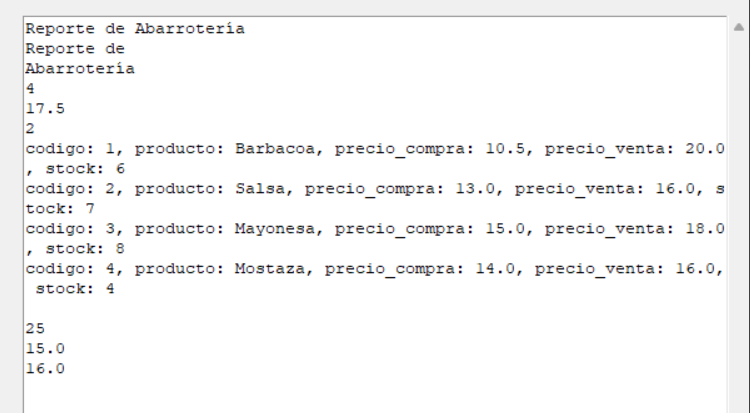 Reporte de Abarrotería
Reporte de
Abarrotería
4
17.5
2
codigo: 1, producto: Barbacoa, precio_compra: 10.5, precio_venta: 20.0
, stock: 6
codigo: 2, producto: Salsa, precio_compra: 13.0, precio_venta: 16.0, s
tock: 7
codigo: 3, producto: Mayonesa, precio_compra: 15.0, precio_venta: 18.0
, stock: 8
codigo: 4, producto: Mostaza, precio_compra: 14.0, precio_venta: 16.0,
 stock: 4
25
15.0
16.0